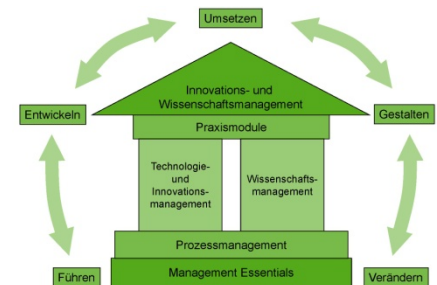 Umsetzen
Innovations- und
Wissenschaftsmanagement
Entwickeln
Gestalten
Praxismodule
Technologie-
und
Innovations-
management
Wissenschafts-
management
Prozessmanagement
Führen
Management Essentials
Verändern